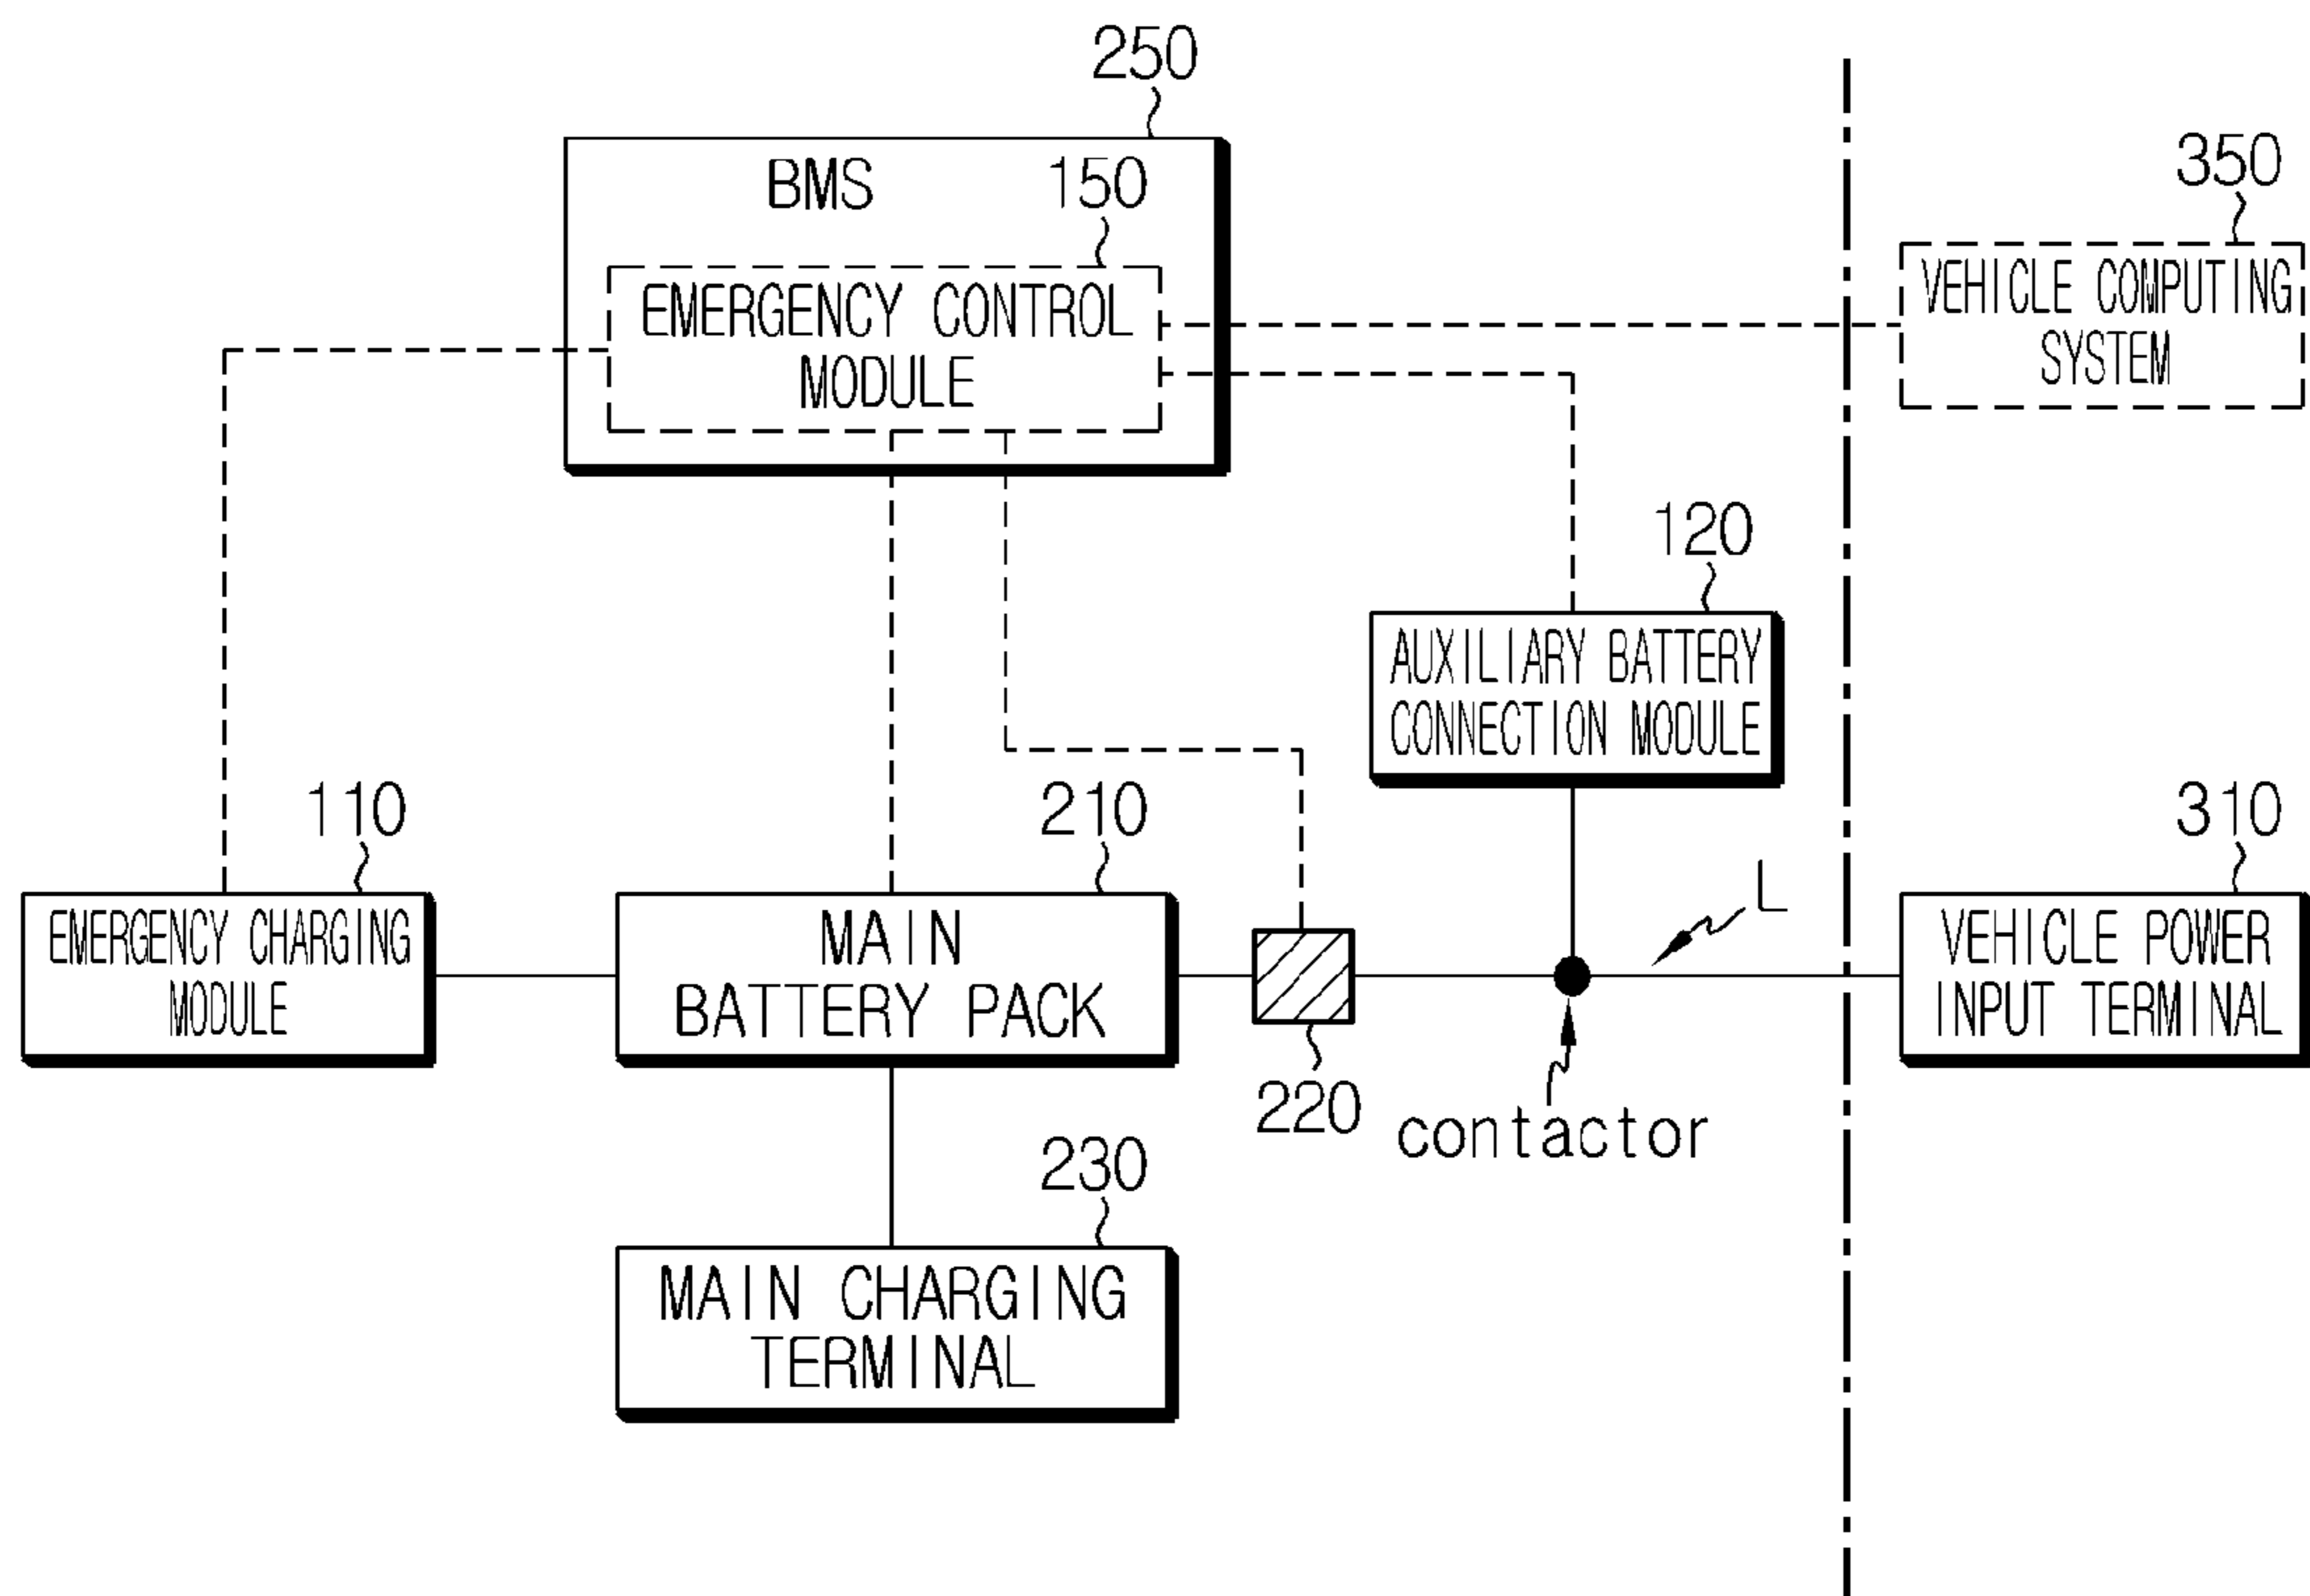 250
BMS
150
350
EMERGENCY CONTROL
MODULE
VEHICLE COMPUTING
SYSTEM
120
AUXILIARY BATTERY
CONNECTION MODULE
110
210
310
L
EMERGENCY CHARGING
MODULE
MAIN
BATTERY PACK
VEHICLE POWER
INPUT TERMINAL
220
contactor
230
MAIN CHARGING
TERMINAL